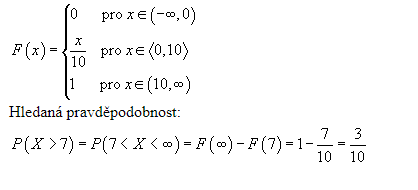 0 pro x ∈ (−∞,0)
F(x) = { x/10 pro x ∈ ⟨0,10⟩
1 pro x ∈ (10,∞)
Hledaná pravděpodobnost:
P(X > 7) = P(7 < X < ∞) = F(∞) − F(7) = 1 − 7/10 = 3/10